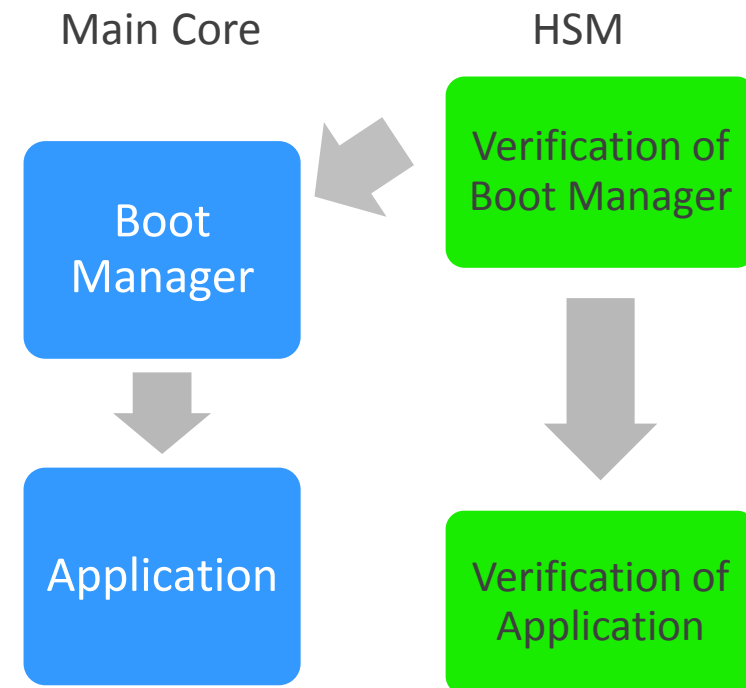 Main Core
HSM
Verification of
Boot Manager
Boot
Manager
Application
Verification of
Application